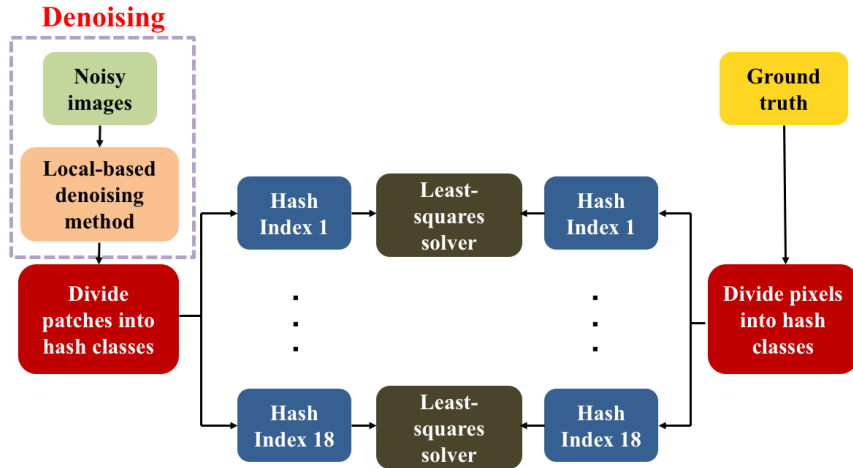 Denoising
Noisy
images
Local-based
denoising
method
Divide
patches into
hash classes
Hash
Index 1
Least-
squares
solver
Hash
Index 1
Hash
Index 18
Least-
squares
solver
Hash
Index 18
Ground
truth
Divide pixels
into hash
classes